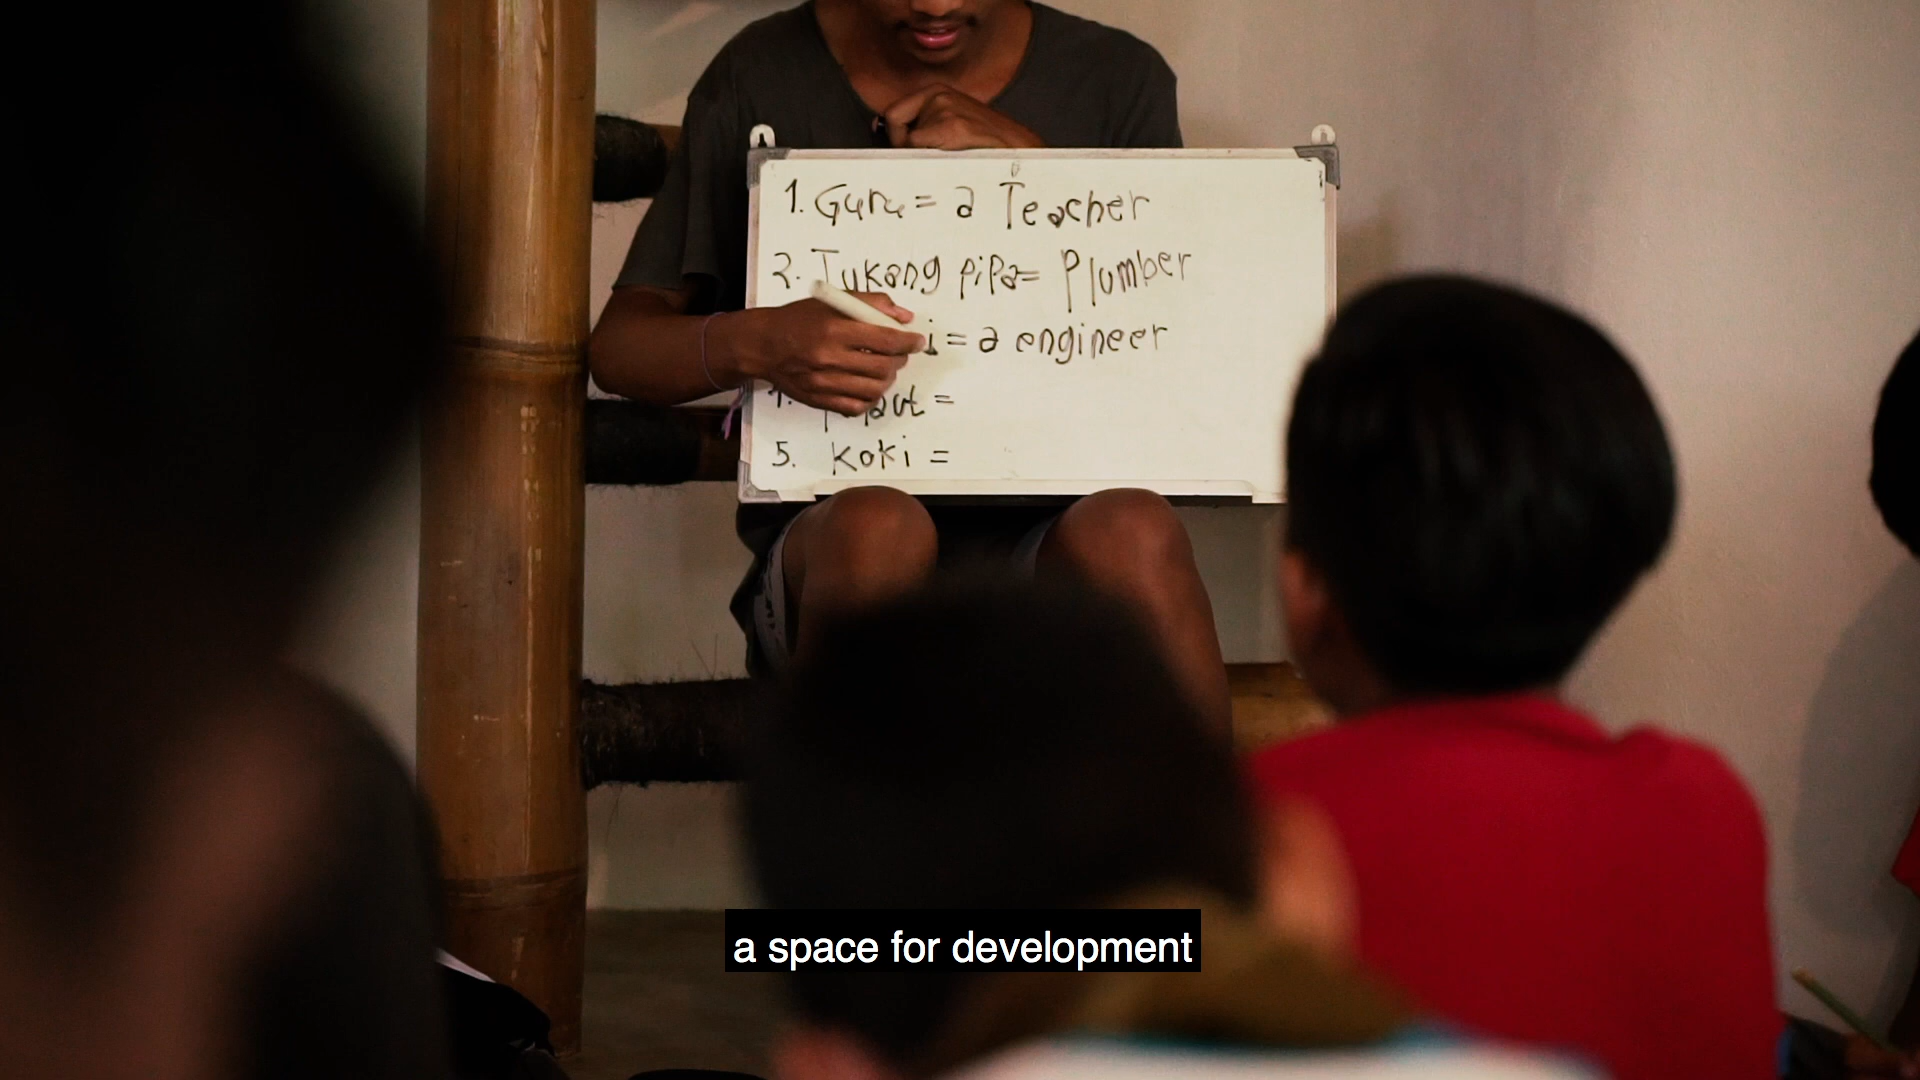 1. Guru = a Teacher
2. Tukang pipa = Plumber
= a engineer
=
5. Koki =
a space for development